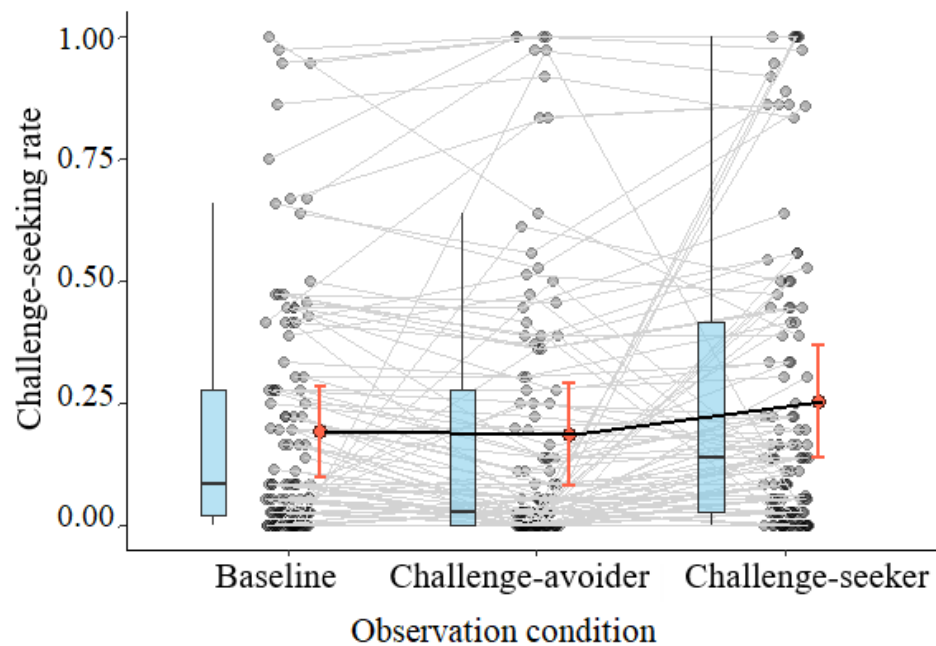 1.00
0.75
0.50
0.25
0.00
Challenge-seeking rate
Baseline Challenge-avoider Challenge-seeker
Observation condition